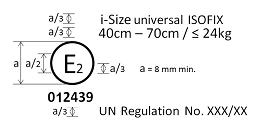 a/3 i-Size universal ISOFIX
a/3 40cm – 70cm / ≤ 24kg
a a/2 E2 a/3 a = 8 mm min.
012439
a/3 UN Regulation No. XXX/XX